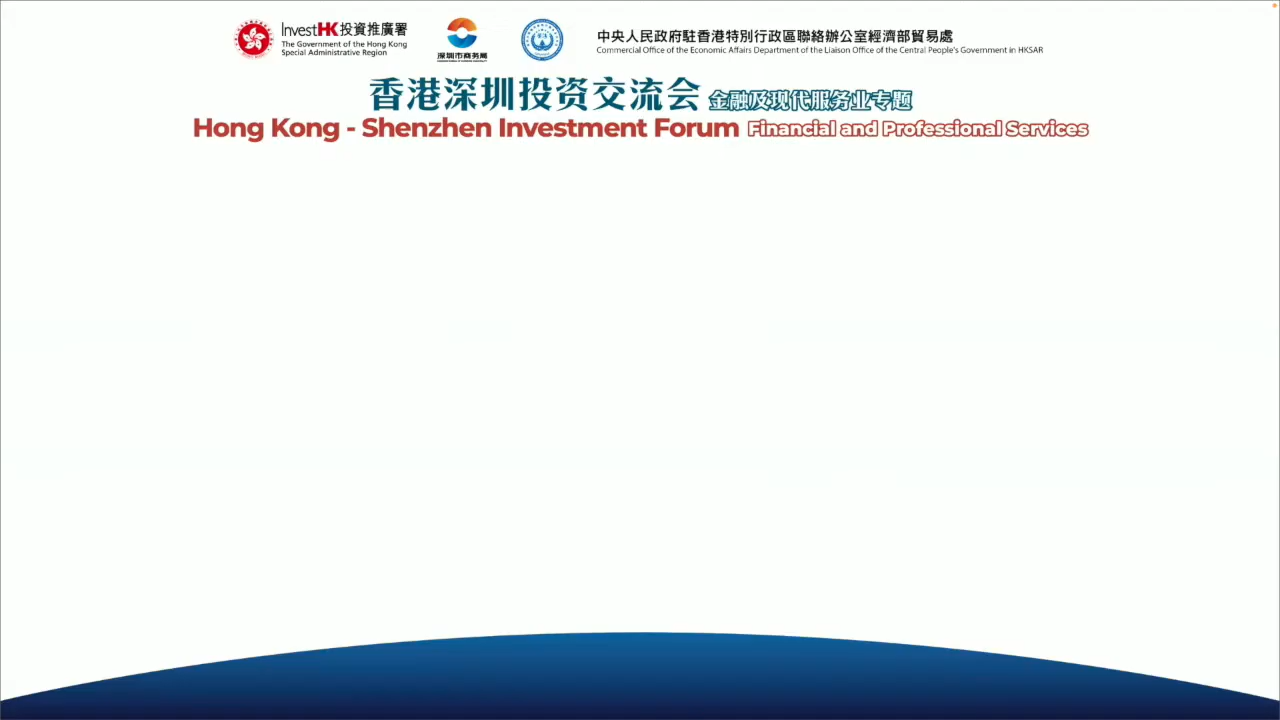 InvestHK投資推廣署
The Government of the Hong Kong
Special Administrative Region
深圳市商务局
中央人民政府駐香港特別行政區聯絡辦公室經濟部貿易處
Commercial Office of the Economic Affairs Department of the Liaison Office of the Central People's Government in HKSAR
香港深圳投资交流会 金融及现代服务业专题
Hong Kong - Shenzhen Investment Forum Financial and Professional Services